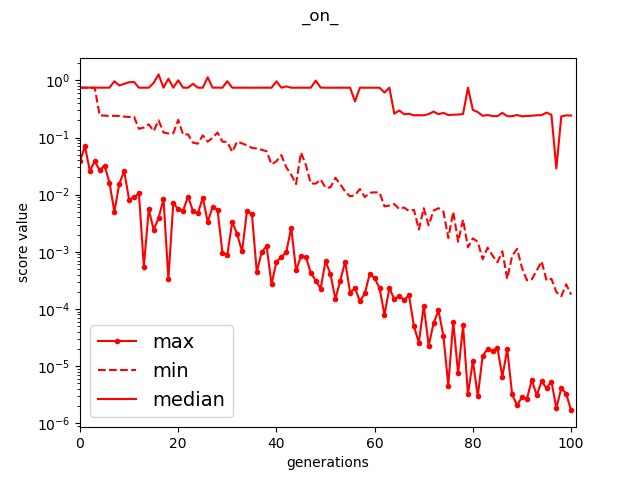 _on_
score value
10⁰
10⁻¹
10⁻²
10⁻³
10⁻⁴
10⁻⁵
10⁻⁶
max
min
median
0 20 40 60 80 100
generations